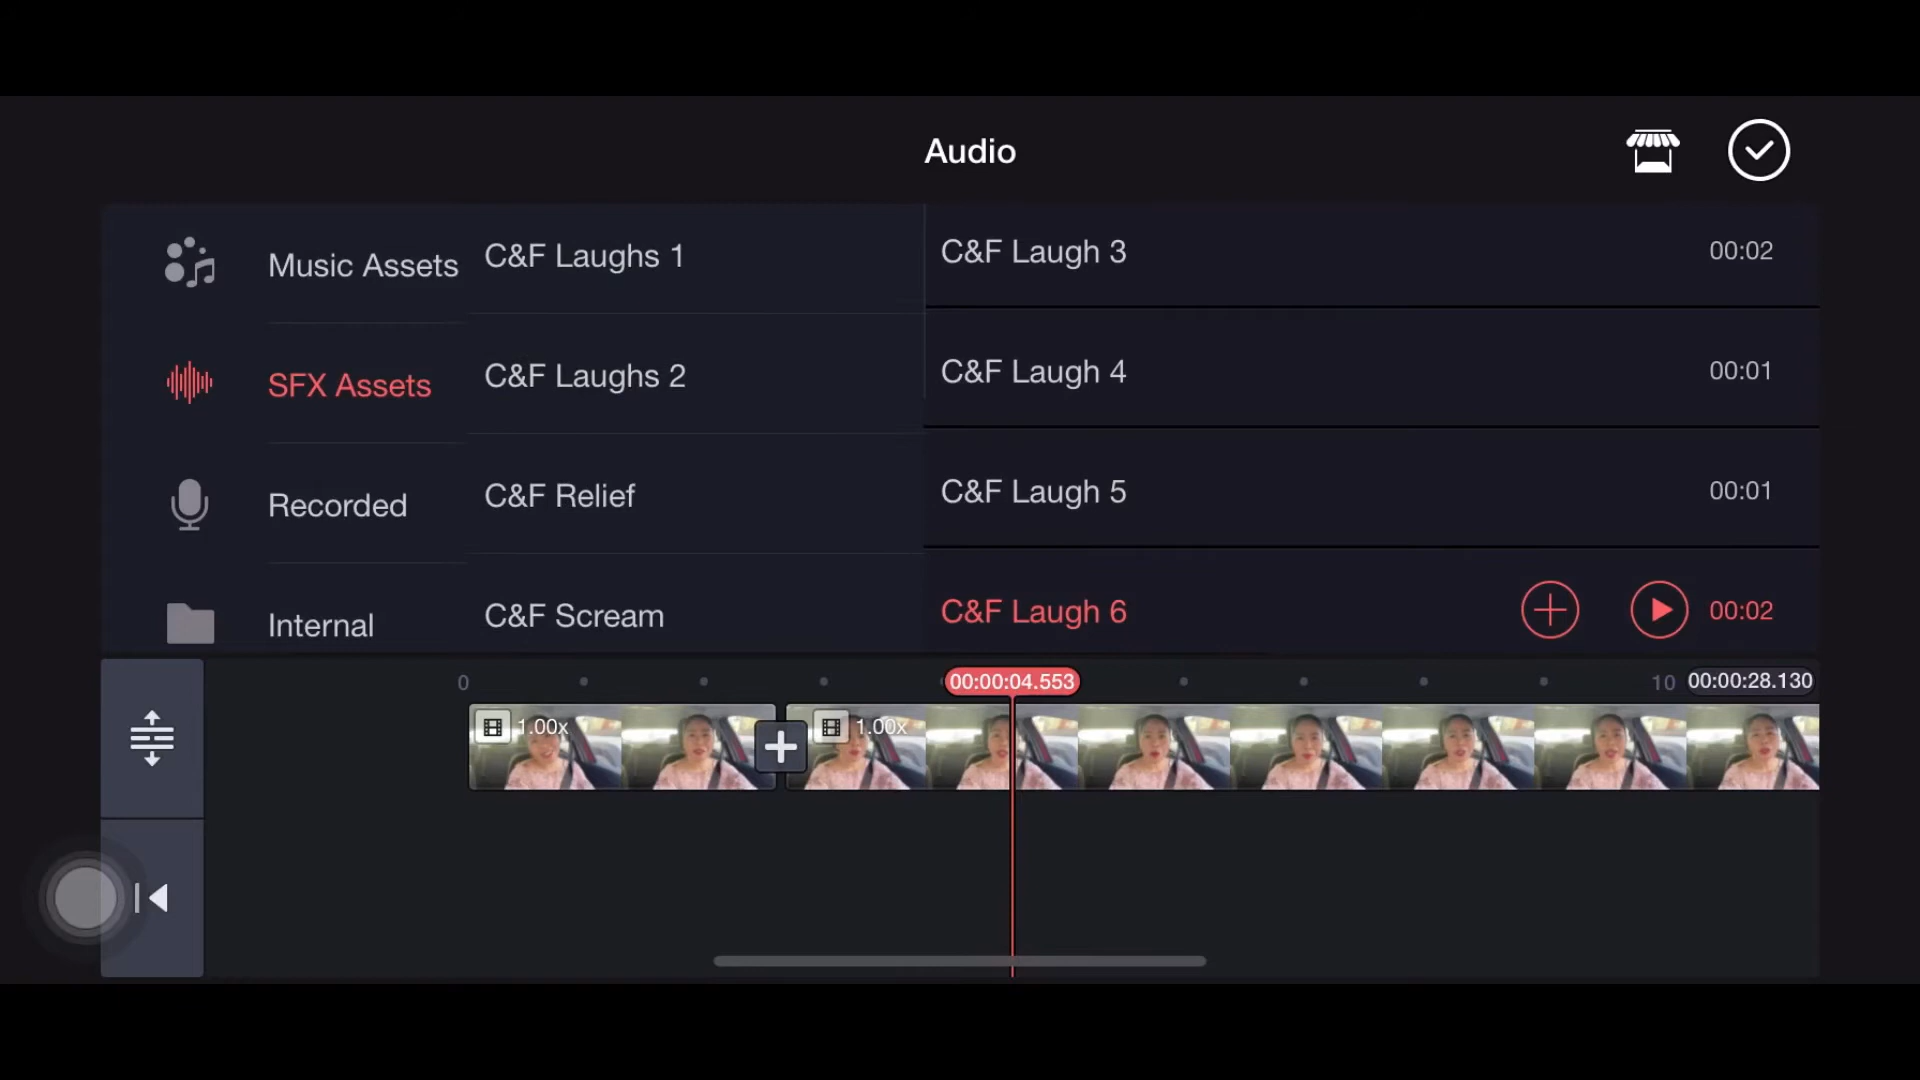 Audio
Music Assets
SFX Assets
Recorded
Internal
C&F Laughs 1
C&F Laughs 2
C&F Relief
C&F Scream
C&F Laugh 3 00:02
C&F Laugh 4 00:01
C&F Laugh 5 00:01
C&F Laugh 6 00:02
0 00:00:04.553 10 00:00:28.130
1.00x 1.00x